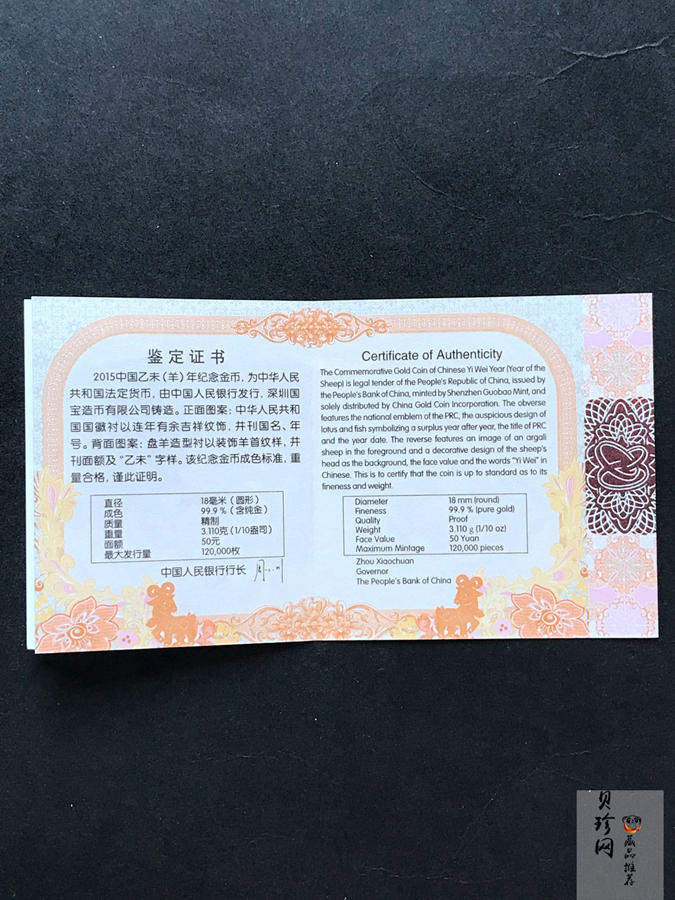 鉴定证书
2015中国乙未（羊）年纪念金币，为中华人民
共和国法定货币，由中国人民银行发行，深圳国
宝造币有限公司铸造。正面图案：中华人民共和
国国徽衬以连年有余吉祥纹饰，并刊国名、年
号。背面图案：盘羊造型衬以装饰羊首纹样，并
刊面额及“乙未”字样。该纪念金币成色标准，重
量合格，谨此证明。
直径 18毫米（圆形）
成色 99.9 %（含纯金）
质量 精制
重量 3.110克（1/10盎司）
面额 50元
最大发行量 120,000枚
中国人民银行行长
Certificate of Authenticity
The Commemorative Gold Coin of Chinese Yi Wei Year (Year of the
Sheep) is legal tender of the People's Republic of China, issued by
the People's Bank of China, minted by Shenzhen Guobao Mint, and
solely distributed by China Gold Coin Incorporation. The obverse
features the national emblem of the PRC, the auspicious design of
lotus and fish symbolizing a surplus year after year, the title of PRC
and the year date. The reverse features an image of an argali
sheep in the foreground and a decorative design of the sheep's
head as the background, the face value and the words "Yi Wei" in
Chinese. This is to certify that the coin is up to standard as to its
fineness and weight.
Diameter 18 mm (round)
Fineness 99.9 % (pure gold)
Quality Proof
Weight 3.110 g (1/10 oz)
Face Value 50 Yuan
Maximum Mintage 120,000 pieces
Zhou Xiaochuan
Governor
The People's Bank of China
贝珍网
藏品推荐